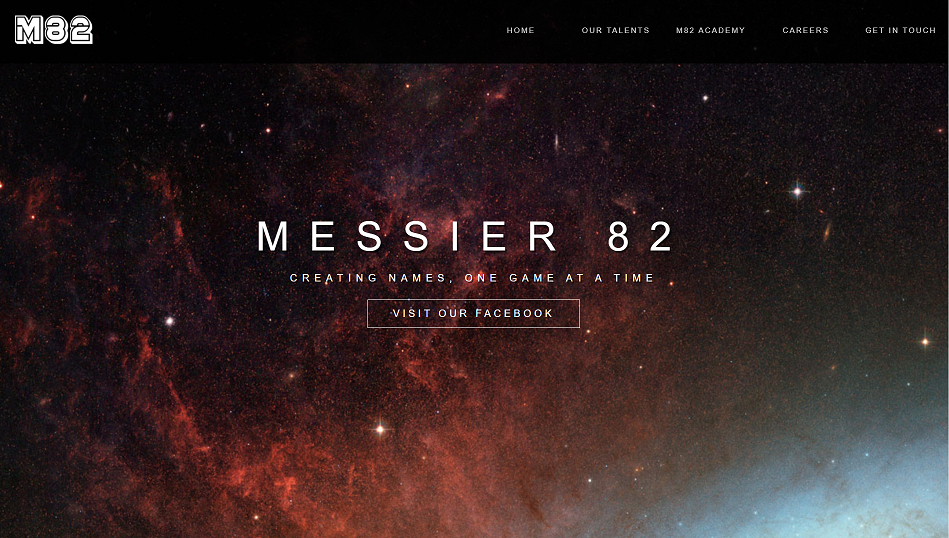 M82
HOME OUR TALENTS M82 ACADEMY CAREERS GET IN TOUCH
MESSIER 82
CREATING NAMES, ONE GAME AT A TIME
VISIT OUR FACEBOOK